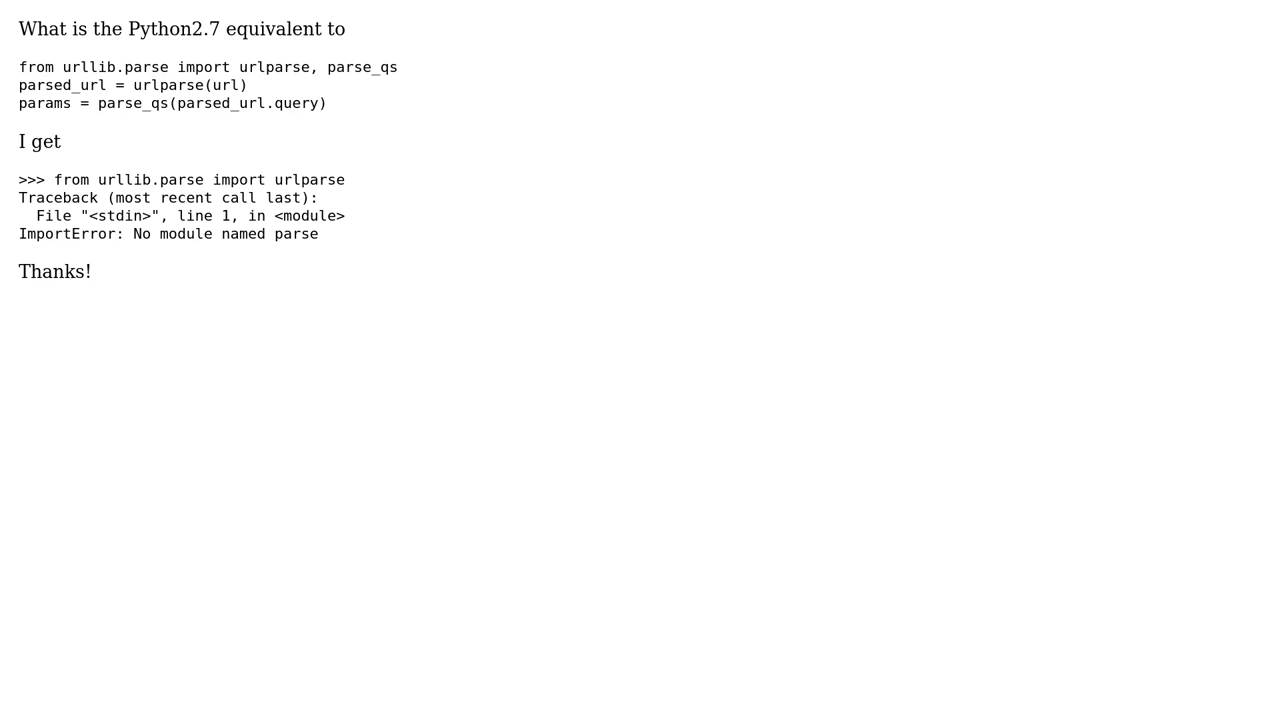 What is the Python2.7 equivalent to
from urllib.parse import urlparse, parse_qs
parsed_url = urlparse(url)
params = parse_qs(parsed_url.query)
I get
>>> from urllib.parse import urlparse
Traceback (most recent call last):
  File "<stdin>", line 1, in <module>
ImportError: No module named parse
Thanks!